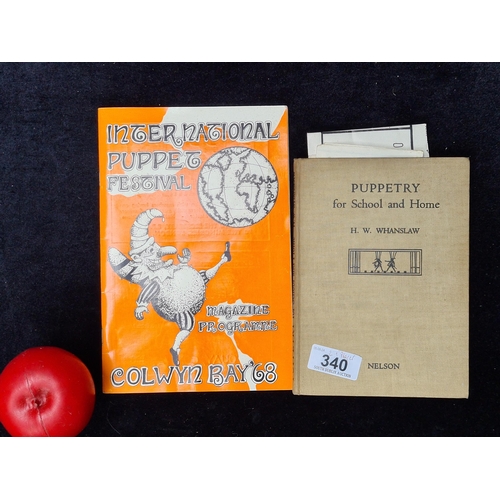 INTERNATIONAL
PUPPET
FESTIVAL
MAGAZINE
PROGRAMME
COLWYN BAY '68
PUPPETRY
for School and Home
H. W. WHANSLAW
340
NELSON